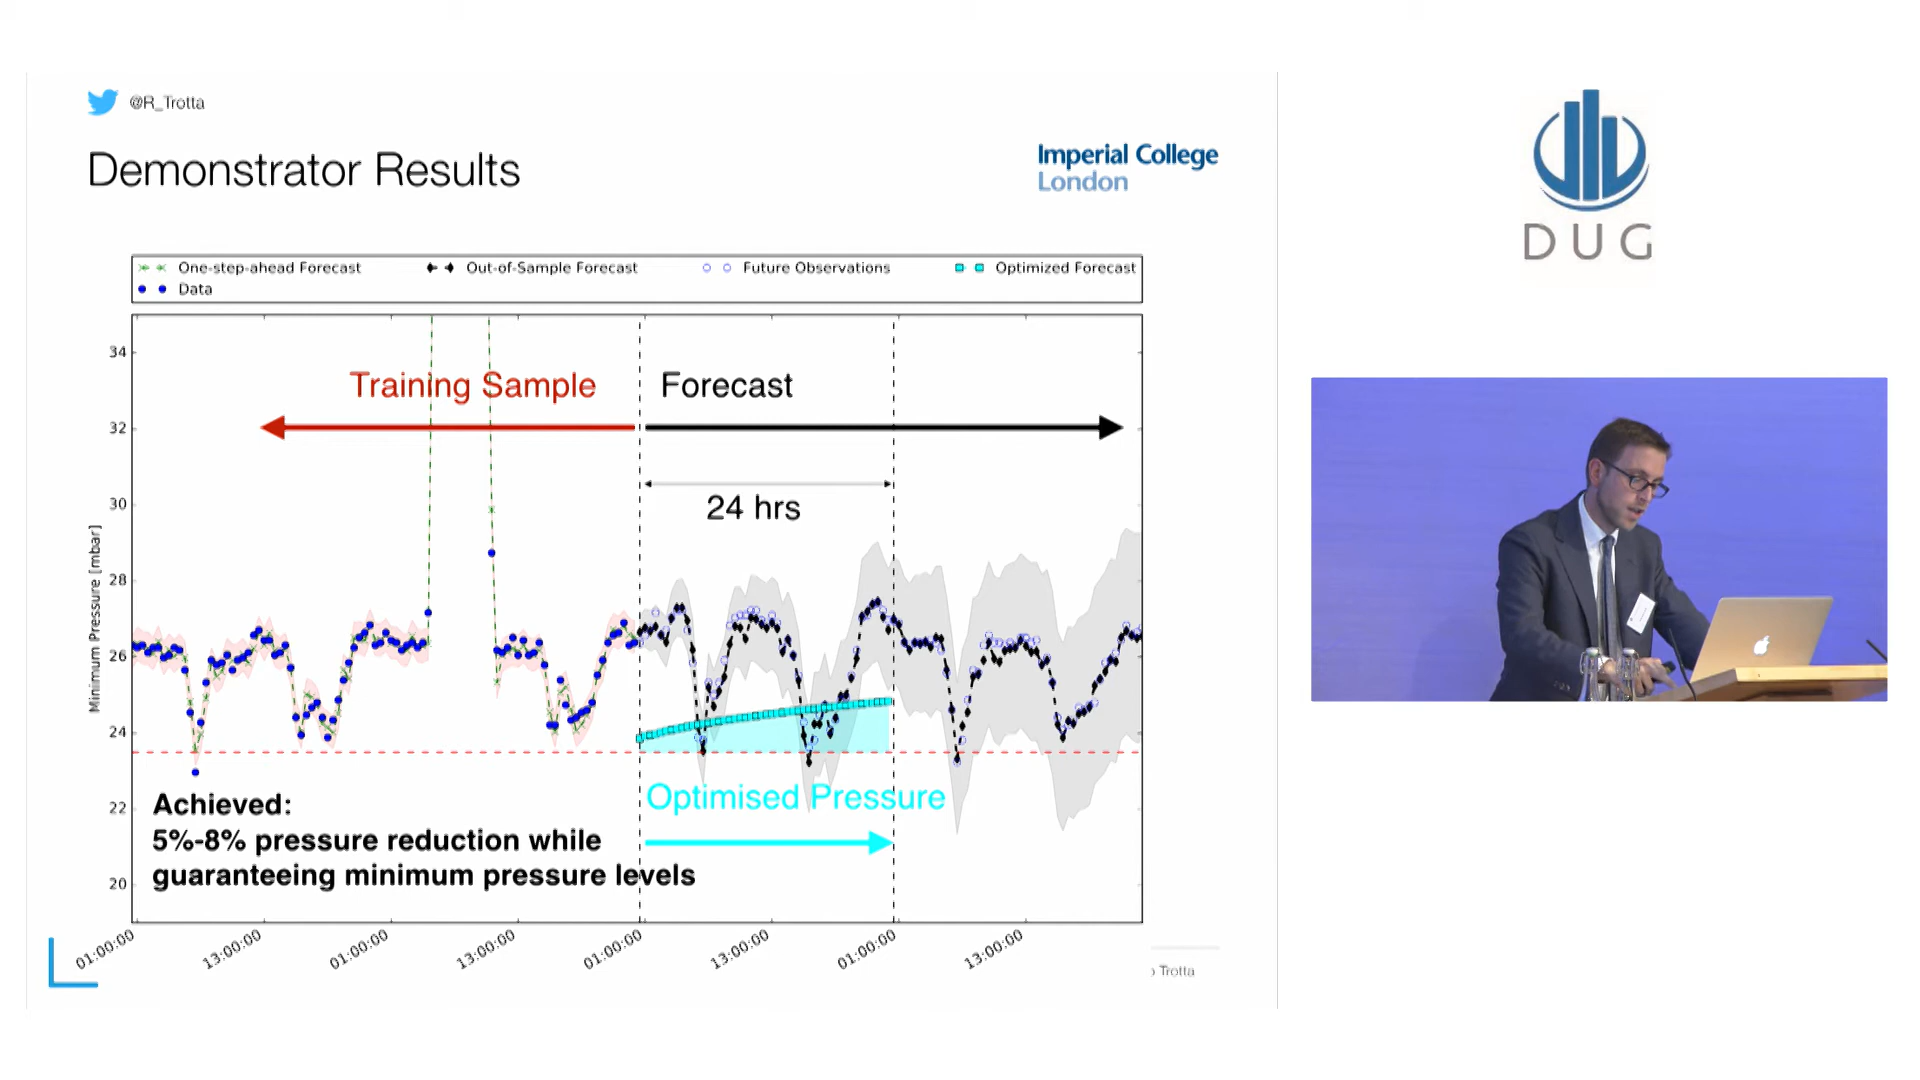 @R_Trotta
Demonstrator Results
Imperial College
London
DUG
One-step-ahead Forecast
Out-of-Sample Forecast
Future Observations
Optimized Forecast
Data
Training Sample
Forecast
24 hrs
Optimised Pressure
Achieved:
5%-8% pressure reduction while
guaranteeing minimum pressure levels
Minimum Pressure [mbar]
34
32
30
28
26
24
22
20
01:00:00
13:00:00
01:00:00
13:00:00
01:00:00
13:00:00
01:00:00
13:00:00
Trotta